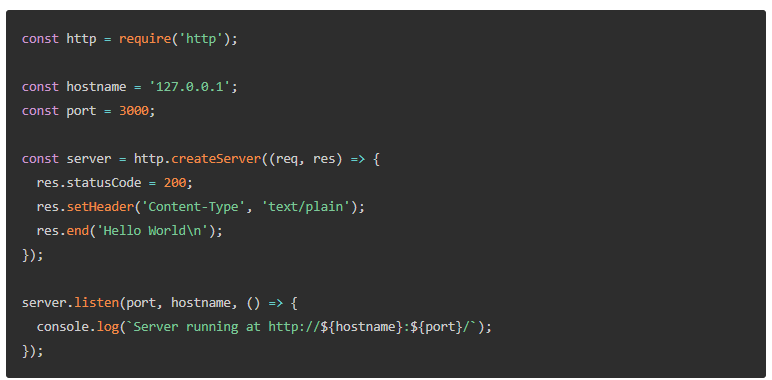 const http = require('http');

const hostname = '127.0.0.1';
const port = 3000;

const server = http.createServer((req, res) => {
  res.statusCode = 200;
  res.setHeader('Content-Type', 'text/plain');
  res.end('Hello World\n');
});

server.listen(port, hostname, () => {
  console.log(`Server running at http://${hostname}:${port}/`);
});